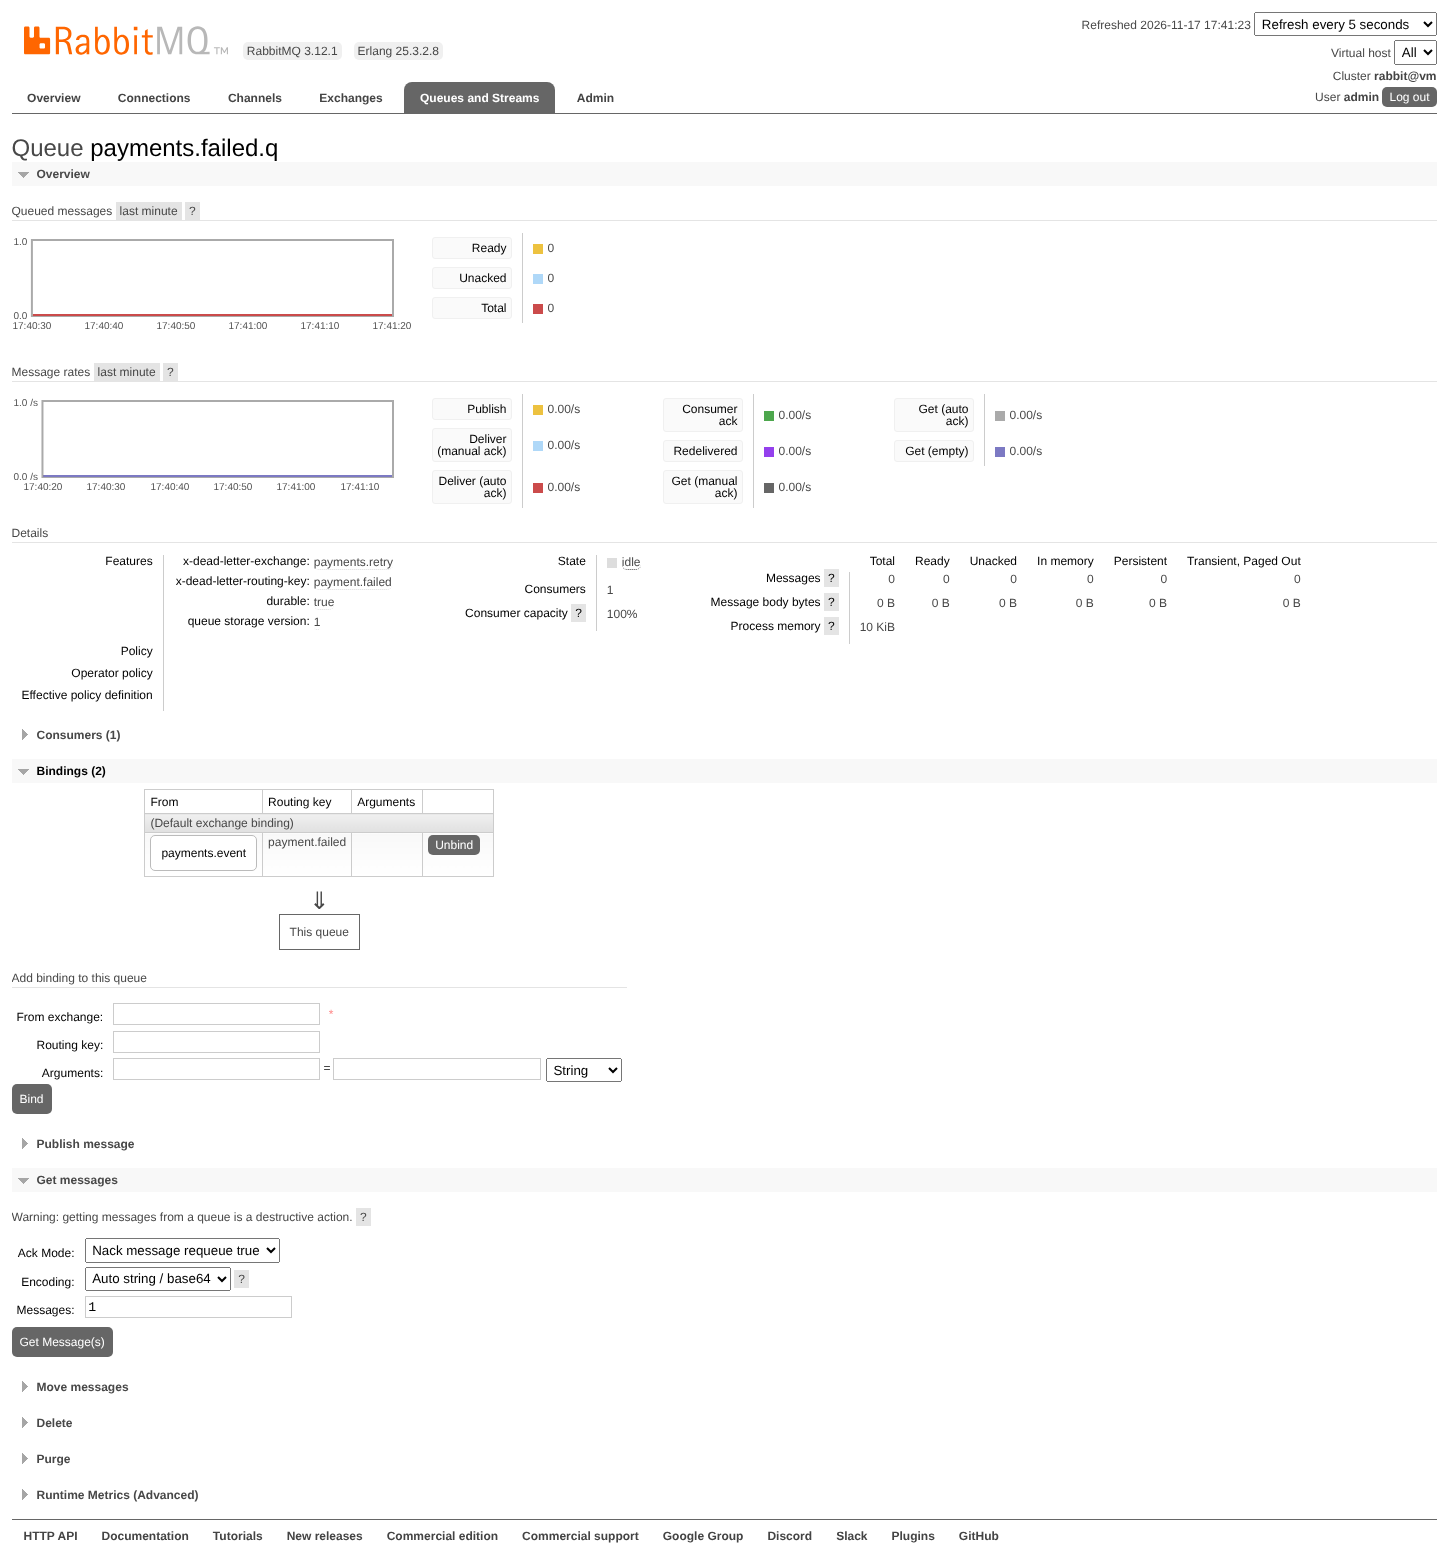 RabbitMQ TM RabbitMQ 3.12.1 Erlang 25.3.2.8
Refreshed 2026-11-17 17:41:23 Refresh every 5 seconds
Virtual host All
Cluster rabbit@vm
User admin Log out
Overview Connections Channels Exchanges Queues and Streams Admin
Queue payments.failed.q
Overview
Queued messages last minute ?
1.0
0.0
17:40:30 17:40:40 17:40:50 17:41:00 17:41:10 17:41:20
Ready 0
Unacked 0
Total 0
Message rates last minute ?
1.0 /s
0.0 /s
17:40:20 17:40:30 17:40:40 17:40:50 17:41:00 17:41:10
Publish 0.00/s
Deliver (manual ack) 0.00/s
Deliver (auto ack) 0.00/s
Consumer ack 0.00/s
Redelivered 0.00/s
Get (manual ack) 0.00/s
Get (auto ack) 0.00/s
Get (empty) 0.00/s
Details
Features x-dead-letter-exchange: payments.retry
x-dead-letter-routing-key: payment.failed
durable: true
queue storage version: 1
Policy
Operator policy
Effective policy definition
State idle
Consumers 1
Consumer capacity ? 100%
Total Ready Unacked In memory Persistent Transient, Paged Out
Messages ? 0 0 0 0 0 0
Message body bytes ? 0 B 0 B 0 B 0 B 0 B 0 B
Process memory ? 10 KiB
Consumers (1)
Bindings (2)
From Routing key Arguments
(Default exchange binding)
payments.event payment.failed Unbind
⇓
This queue
Add binding to this queue
From exchange: *
Routing key:
Arguments: = String
Bind
Publish message
Get messages
Warning: getting messages from a queue is a destructive action. ?
Ack Mode: Nack message requeue true
Encoding: Auto string / base64 ?
Messages: 1
Get Message(s)
Move messages
Delete
Purge
Runtime Metrics (Advanced)
HTTP API Documentation Tutorials New releases Commercial edition Commercial support Google Group Discord Slack Plugins GitHub